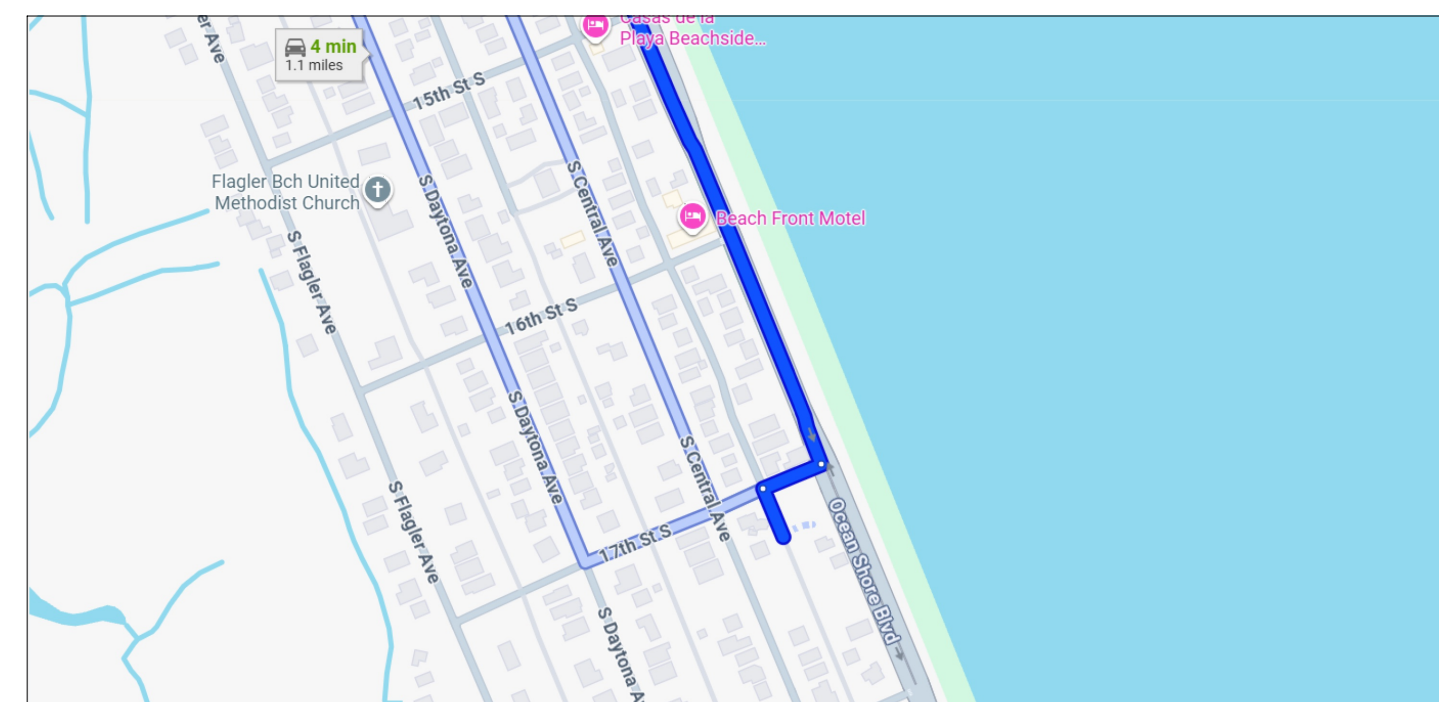 er Ave
4 min
1.1 miles
Casas de la
Playa Beachside...
15th St S
Flagler Bch United
Methodist Church
S Daytona Ave
S Central Ave
Beach Front Motel
S Flagler Ave
16th St S
S Daytona Ave
S Central Ave
S Flagler Ave
17th St S
Ocean Shore Blvd
S Daytona A